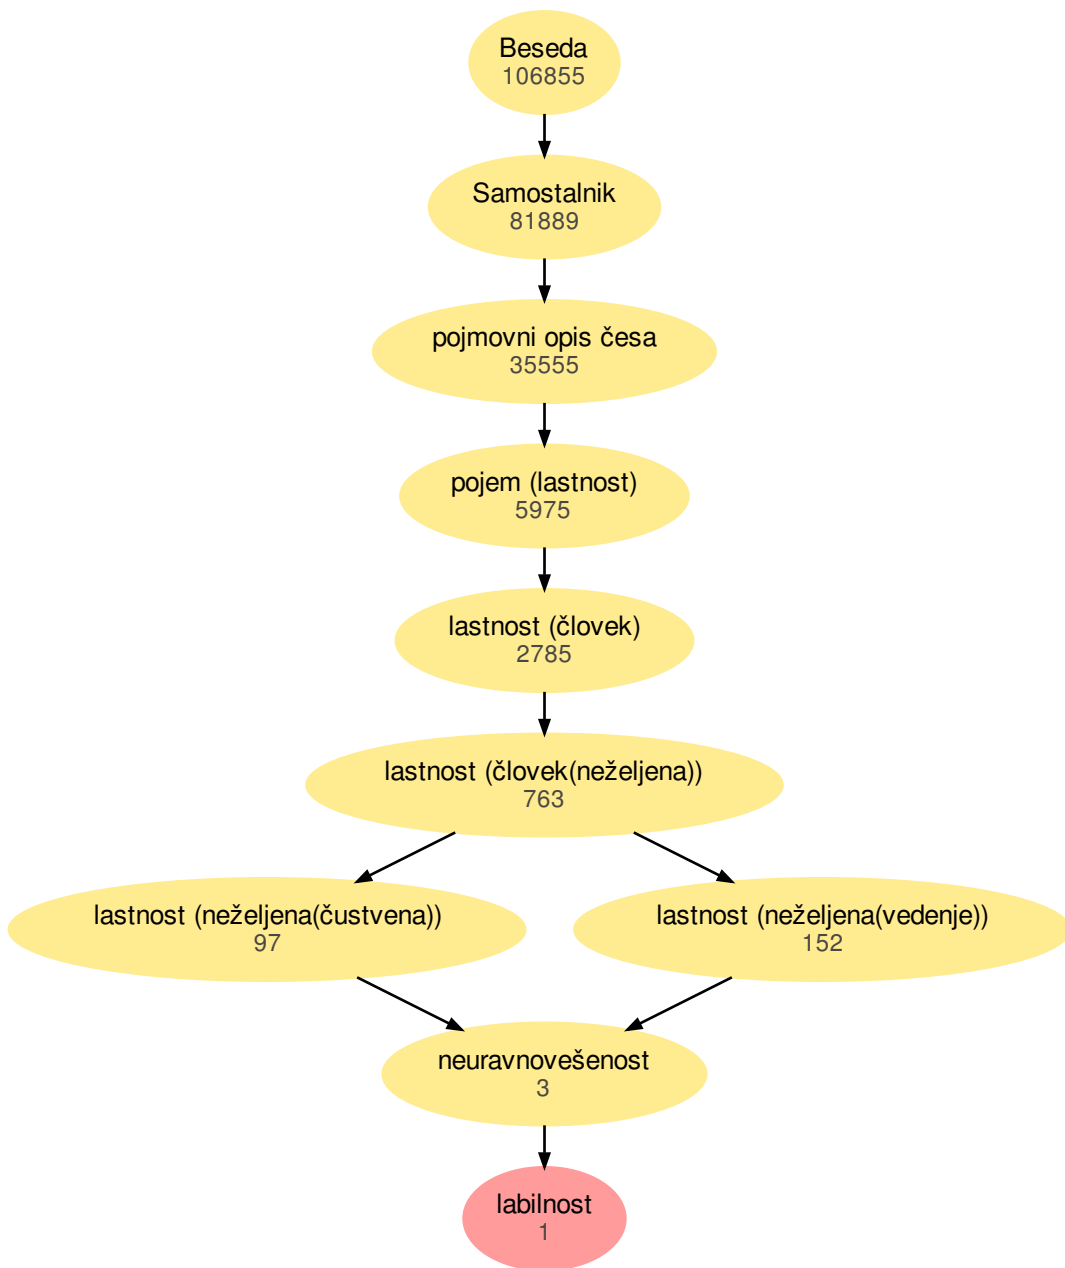 Beseda
106855
Samostalnik
81889
pojmovni opis česa
35555
pojem (lastnost)
5975
lastnost (človek)
2785
lastnost (človek(neželjena))
763
lastnost (neželjena(čustvena))
97
lastnost (neželjena(vedenje))
152
neuravnovešenost
3
labilnost
1